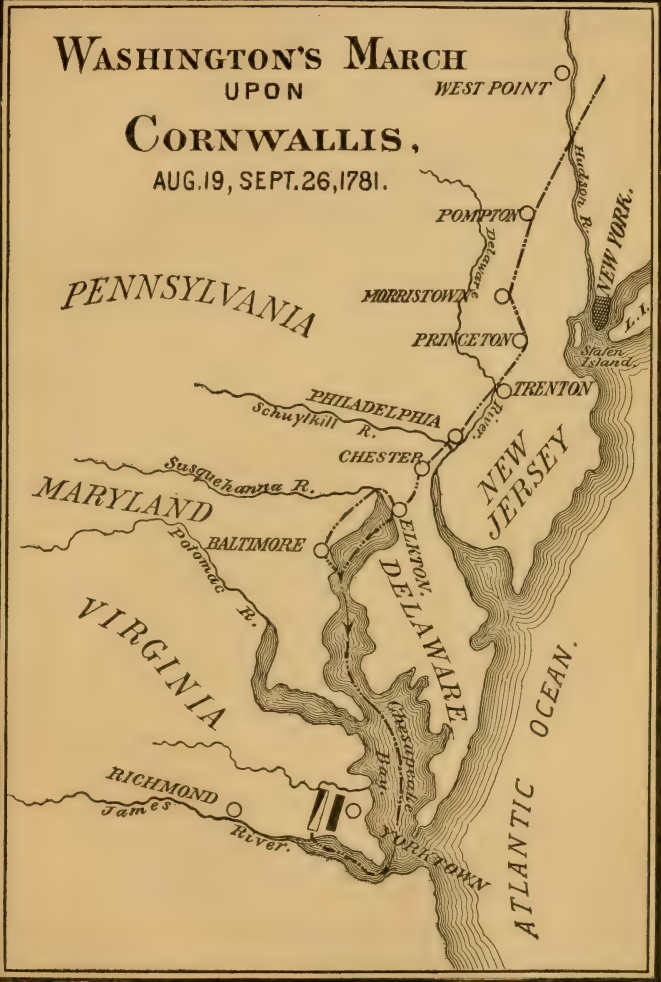 WASHINGTON'S MARCH
UPON
CORNWALLIS,
AUG.19, SEPT.26,1781.
WEST POINT
Hudson R.
POMPTON
Delaware
NEW YORK.
PENNSYLVANIA
MORRISTOWN
L.I.
PRINCETON
Staten
Island.
TRENTON
River.
PHILADELPHIA
Schuylkill R.
CHESTER
NEW
JERSEY
Susquehanna R.
MARYLAND
ELKTON.
BALTIMORE
Potomac R.
DELAWARE
VIRGINIA
ATLANTIC OCEAN.
Chesapeake
Bay.
RICHMOND
James
River.
YORKTOWN